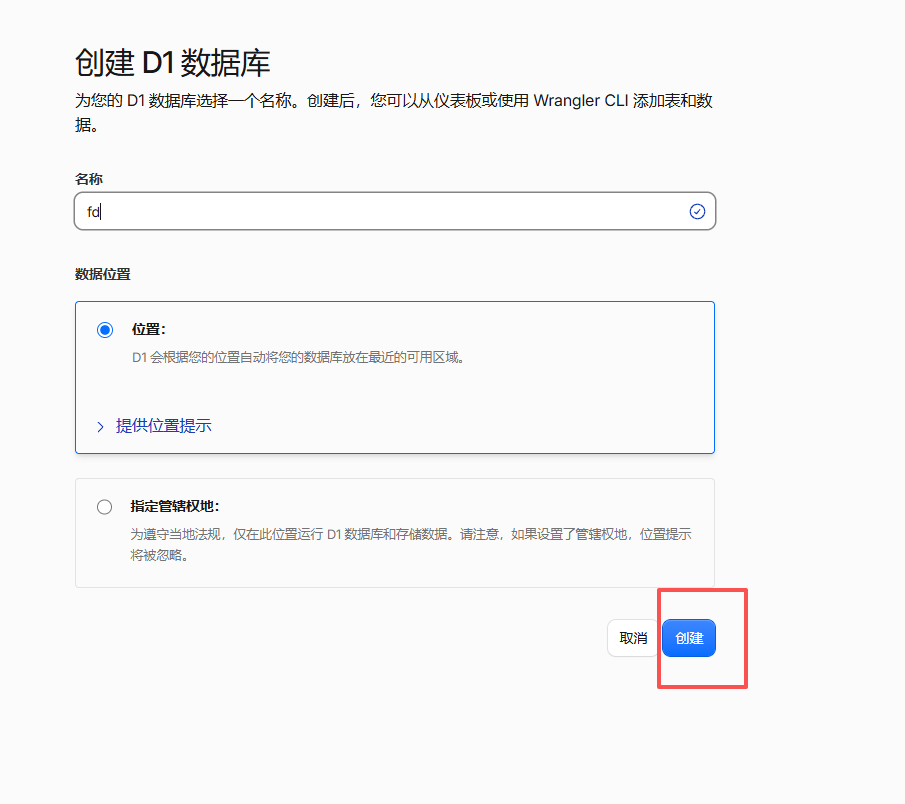 创建 D1 数据库
为您的 D1 数据库选择一个名称。创建后，您可以从仪表板或使用 Wrangler CLI 添加表和数
据。
名称
fd
数据位置
位置：
D1 会根据您的位置自动将您的数据库放在最近的可用区域。
提供位置提示
指定管辖权地：
为遵守当地法规，仅在此位置运行 D1 数据库和存储数据。请注意，如果设置了管辖权地，位置提示
将被忽略。
取消
创建